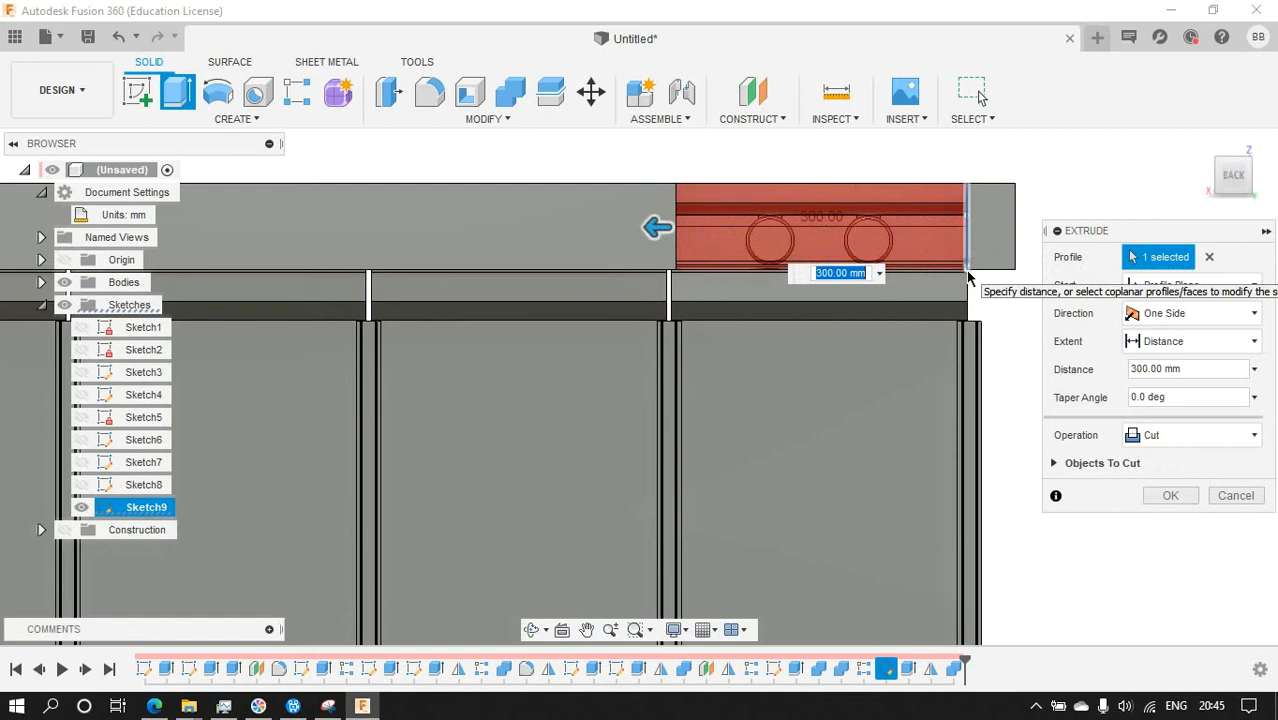 Autodesk Fusion 360 (Education License)
Untitled*
BB
SOLID
SURFACE
SHEET METAL
TOOLS
DESIGN
CREATE
MODIFY
ASSEMBLE
CONSTRUCT
INSPECT
INSERT
SELECT
BROWSER
(Unsaved)
Document Settings
Units: mm
Named Views
Origin
Bodies
Sketches
Sketch1
Sketch2
Sketch3
Sketch4
Sketch5
Sketch6
Sketch7
Sketch8
Sketch9
Construction
300.00
300.00 mm
Z
BACK
X
EXTRUDE
Profile 1 selected
Specify distance, or select coplanar profiles/faces to modify the s
Direction One Side
Extent Distance
Distance 300.00 mm
Taper Angle 0.0 deg
Operation Cut
Objects To Cut
OK Cancel
COMMENTS
ENG 20:45